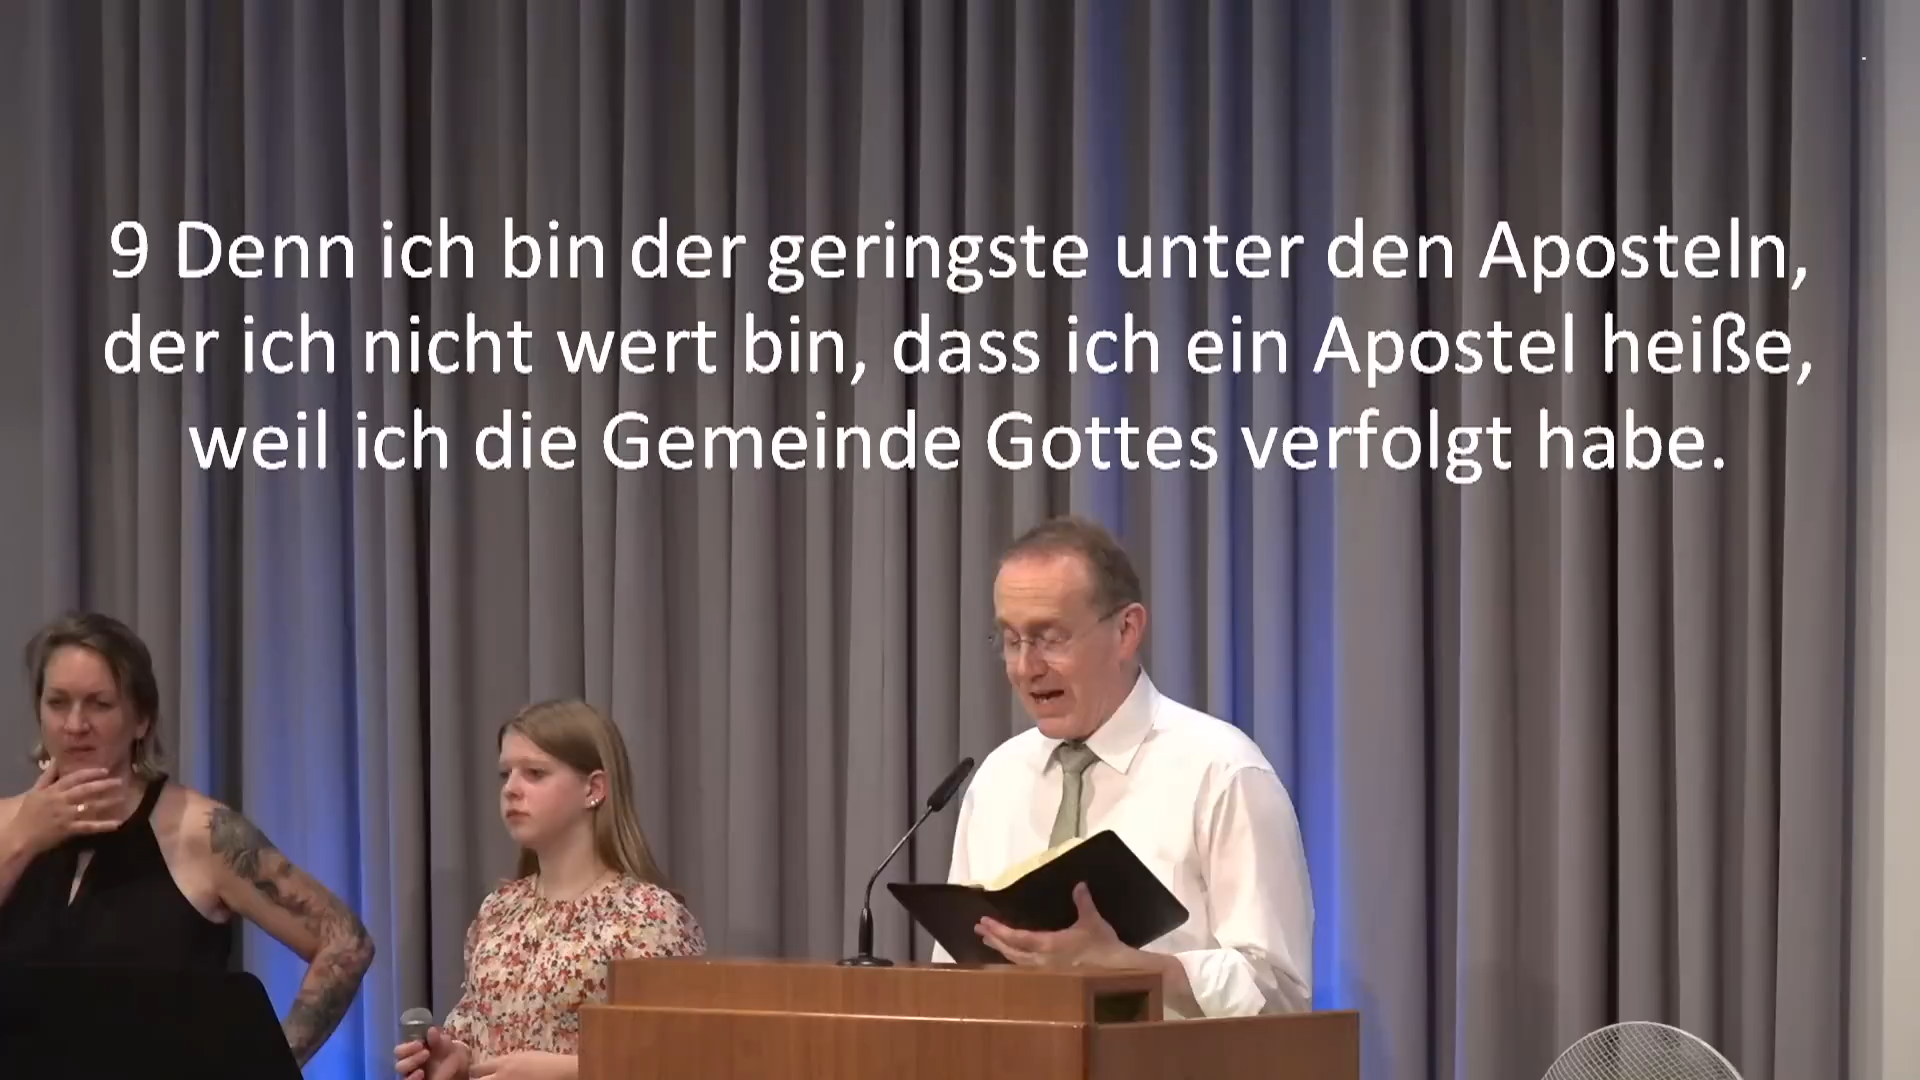 9 Denn ich bin der geringste unter den Aposteln,
der ich nicht wert bin, dass ich ein Apostel heiße,
weil ich die Gemeinde Gottes verfolgt habe.